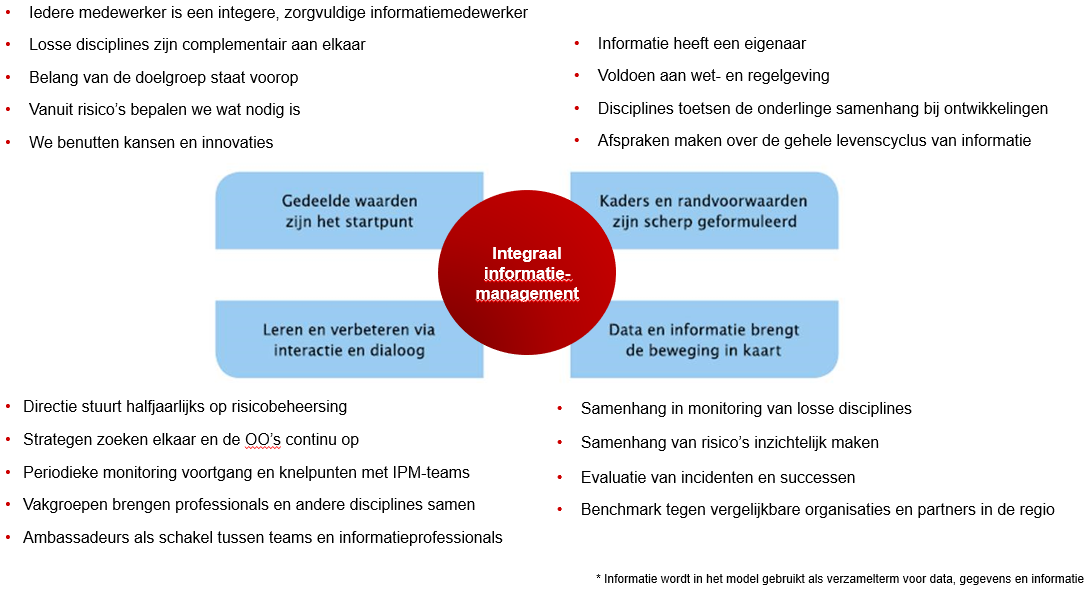 • Iedere medewerker is een integere, zorgvuldige informatiemedewerker
• Losse disciplines zijn complementair aan elkaar
• Belang van de doelgroep staat voorop
• Vanuit risico’s bepalen we wat nodig is
• We benutten kansen en innovaties
• Informatie heeft een eigenaar
• Voldoen aan wet- en regelgeving
• Disciplines toetsen de onderlinge samenhang bij ontwikkelingen
• Afspraken maken over de gehele levenscyclus van informatie
Gedeelde waarden
zijn het startpunt
Kaders en randvoorwaarden
zijn scherp geformuleerd
Integraal
informatie-
management
Leren en verbeteren via
interactie en dialoog
Data en informatie brengt
de beweging in kaart
• Directie stuurt halfjaarlijks op risicobeheersing
• Strategen zoeken elkaar en de OO’s continu op
• Periodieke monitoring voortgang en knelpunten met IPM-teams
• Vakgroepen brengen professionals en andere disciplines samen
• Ambassadeurs als schakel tussen teams en informatieprofessionals
• Samenhang in monitoring van losse disciplines
• Samenhang van risico’s inzichtelijk maken
• Evaluatie van incidenten en successen
• Benchmark tegen vergelijkbare organisaties en partners in de regio
* Informatie wordt in het model gebruikt als verzamelterm voor data, gegevens en informatie